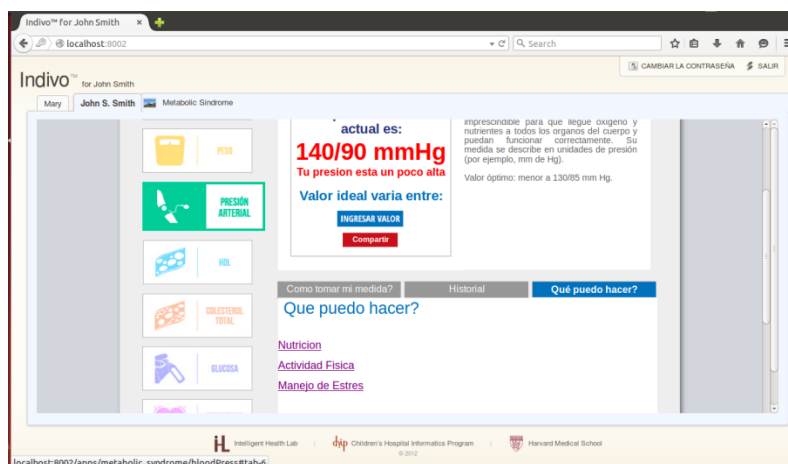 Indivo™ for John Smith
localhost:8002
Search
CAMBIAR LA CONTRASEÑA
SALIR
Indivo™ for John Smith
Mary
John S. Smith
Metabolic Sindrome
PESO
PRESIÓN
ARTERIAL
HDL
COLESTEROL
TOTAL
GLUCOSA
actual es:
140/90 mmHg
Tu presion esta un poco alta
Valor ideal varia entre:
INGRESAR VALOR
Compartir
imprescindible para que llegue oxigeno y
nutrientes a todos los organos del cuerpo y
puedan funcionar correctamente. Su
medida se describe en unidades de presión
(por ejemplo, mm de Hg).
Valor óptimo: menor a 130/85 mm Hg.
Como tomar mi medida?
Historial
Qué puedo hacer?
Que puedo hacer?
Nutricion
Actividad Fisica
Manejo de Estres
Intelligent Health Lab
Children's Hospital Informatics Program
Harvard Medical School
© 2012
localhost:8002/apps/metabolic_syndrome/bloodPress#tab-6